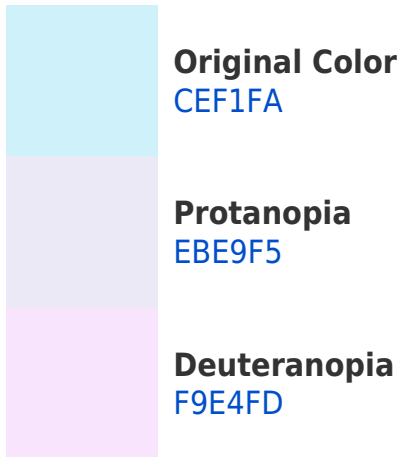 Original Color
CEF1FA
Protanopia
EBE9F5
Deuteranopia
F9E4FD